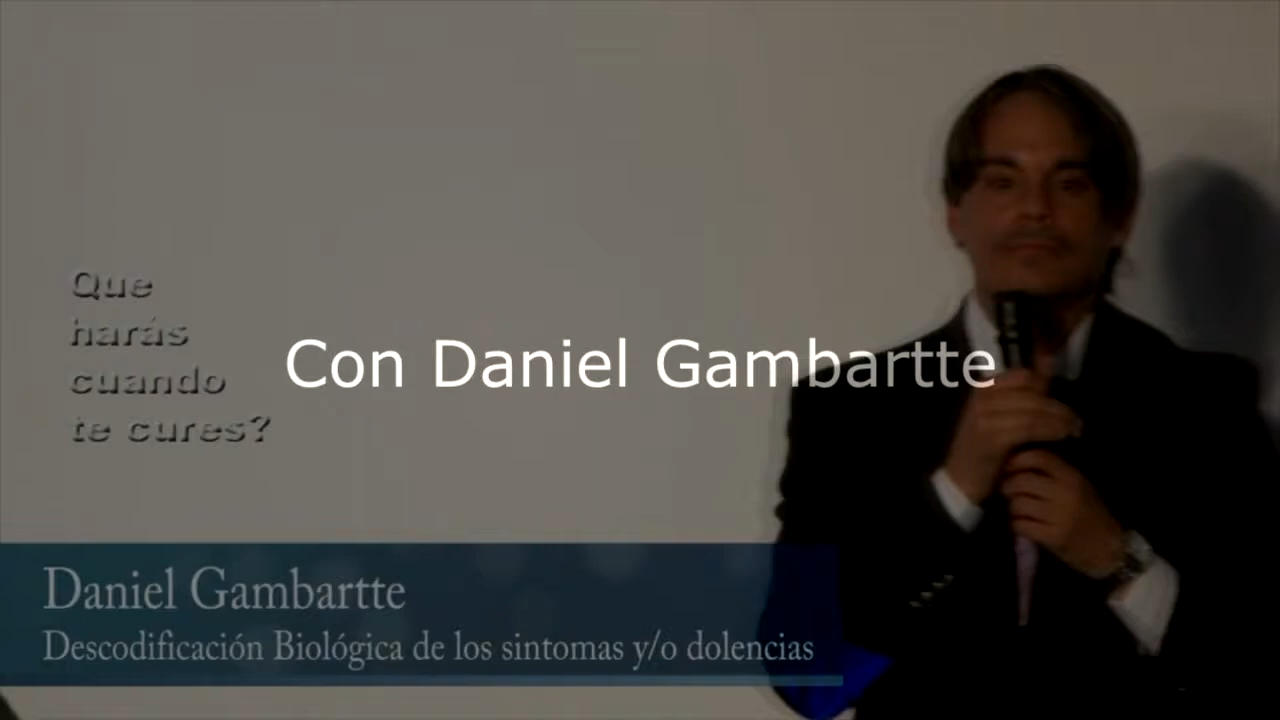 Que
harás
cuando
te cures?
Con Daniel Gambartte
Daniel Gambartte
Descodificación Biológica de los sintomas y/o dolencias